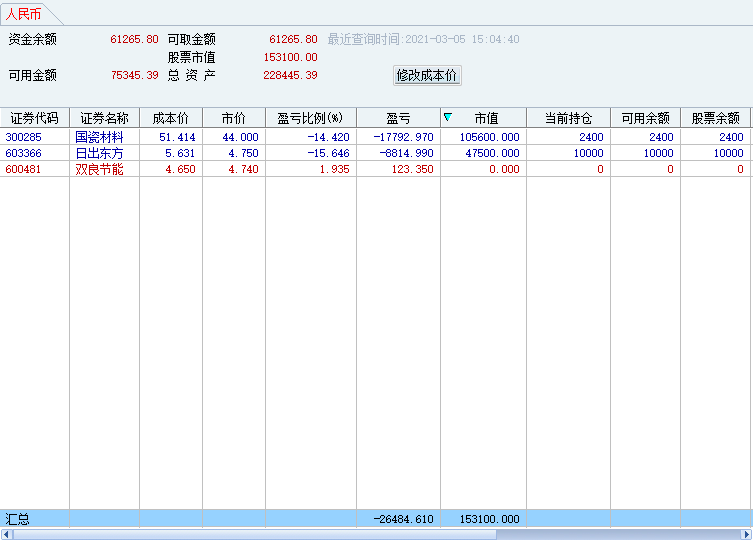 人民币
资金余额 61265.80 可取金额 61265.80 最近查询时间:2021-03-05 15:04:40
股票市值 153100.00
可用金额 75345.39 总 资 产 228445.39 修改成本价
证券代码 证券名称 成本价 市价 盈亏比例(%) 盈亏 市值 当前持仓 可用余额 股票余额
300285 国瓷材料 51.414 44.000 -14.420 -17792.970 105600.000 2400 2400 2400
603366 日出东方 5.631 4.750 -15.646 -8814.990 47500.000 10000 10000 10000
600481 双良节能 4.650 4.740 1.935 123.350 0.000 0 0 0
汇总 -26484.610 153100.000